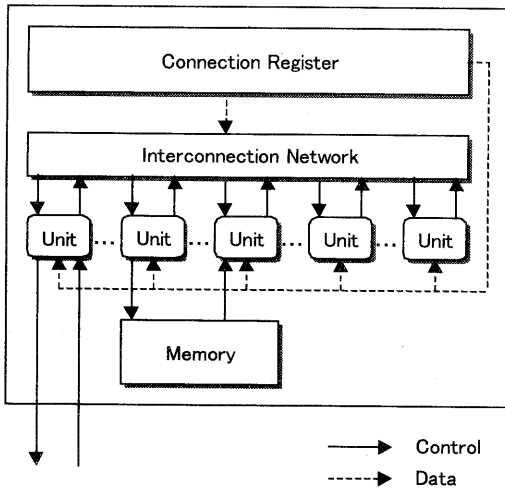 Connection Register
Interconnection Network
Unit ... Unit ... Unit ... Unit ... Unit
Memory
Control
Data